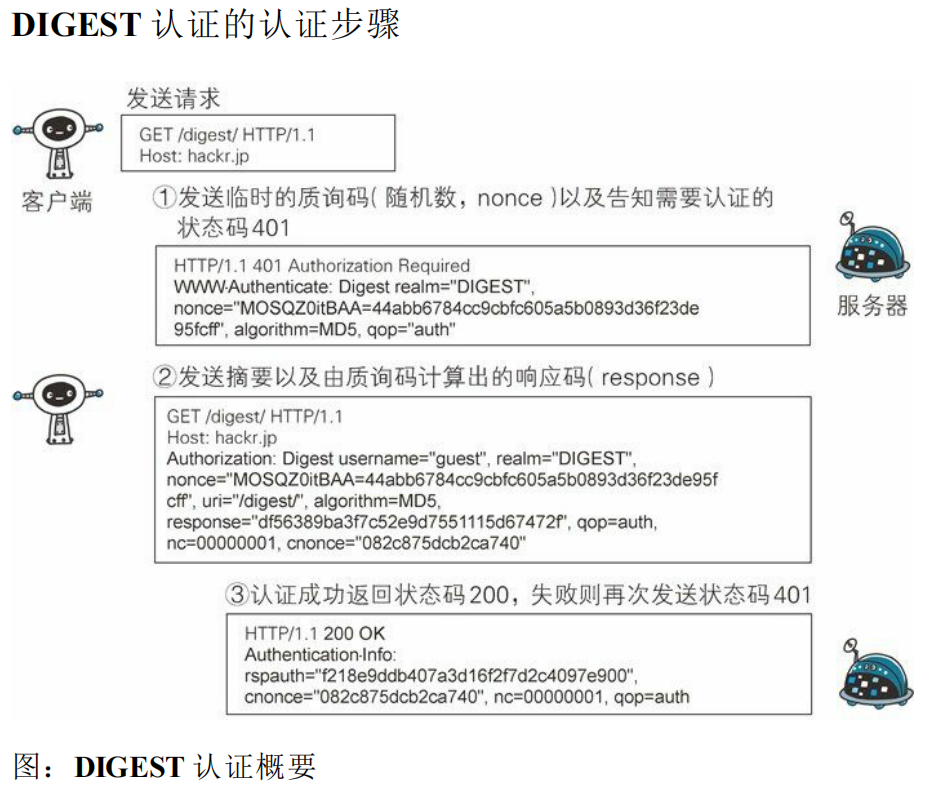 DIGEST 认证的认证步骤
发送请求
GET /digest/ HTTP/1.1
Host: hackr.jp
客户端
①发送临时的质询码(随机数，nonce)以及告知需要认证的
状态码401
HTTP/1.1 401 Authorization Required
WWW-Authenticate: Digest realm="DIGEST",
nonce="MOSQZ0itBAA=44abb6784cc9cbfc605a5b0893d36f23de
95fcff", algorithm=MD5, qop="auth"
服务器
②发送摘要以及由质询码计算出的响应码(response)
GET /digest/ HTTP/1.1
Host: hackr.jp
Authorization: Digest username="guest", realm="DIGEST",
nonce="MOSQZ0itBAA=44abb6784cc9cbfc605a5b0893d36f23de95f
cff", uri="/digest/", algorithm=MD5,
response="df56389ba3f7c52e9d7551115d67472f", qop=auth,
nc=00000001, cnonce="082c875dcb2ca740"
③认证成功返回状态码200，失败则再次发送状态码401
HTTP/1.1 200 OK
Authentication-Info:
rspauth="f218e9ddb407a3d16f2f7d2c4097e900",
cnonce="082c875dcb2ca740", nc=00000001, qop=auth
图：DIGEST 认证概要